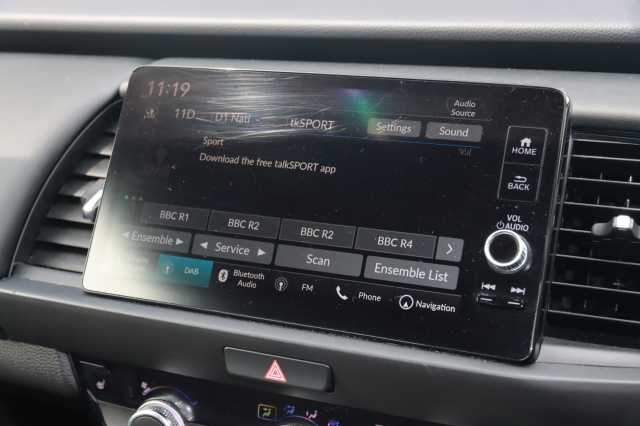 11:19
Audio
Source
11D
D1 Nati
tkSPORT
Settings
Sound
Sport
Download the free talkSPORT app
HOME
BACK
VOL
AUDIO
BBC R1
BBC R2
BBC R2
BBC R4
Ensemble
Service
Scan
Ensemble List
DAB
Bluetooth
Audio
FM
Phone
Navigation